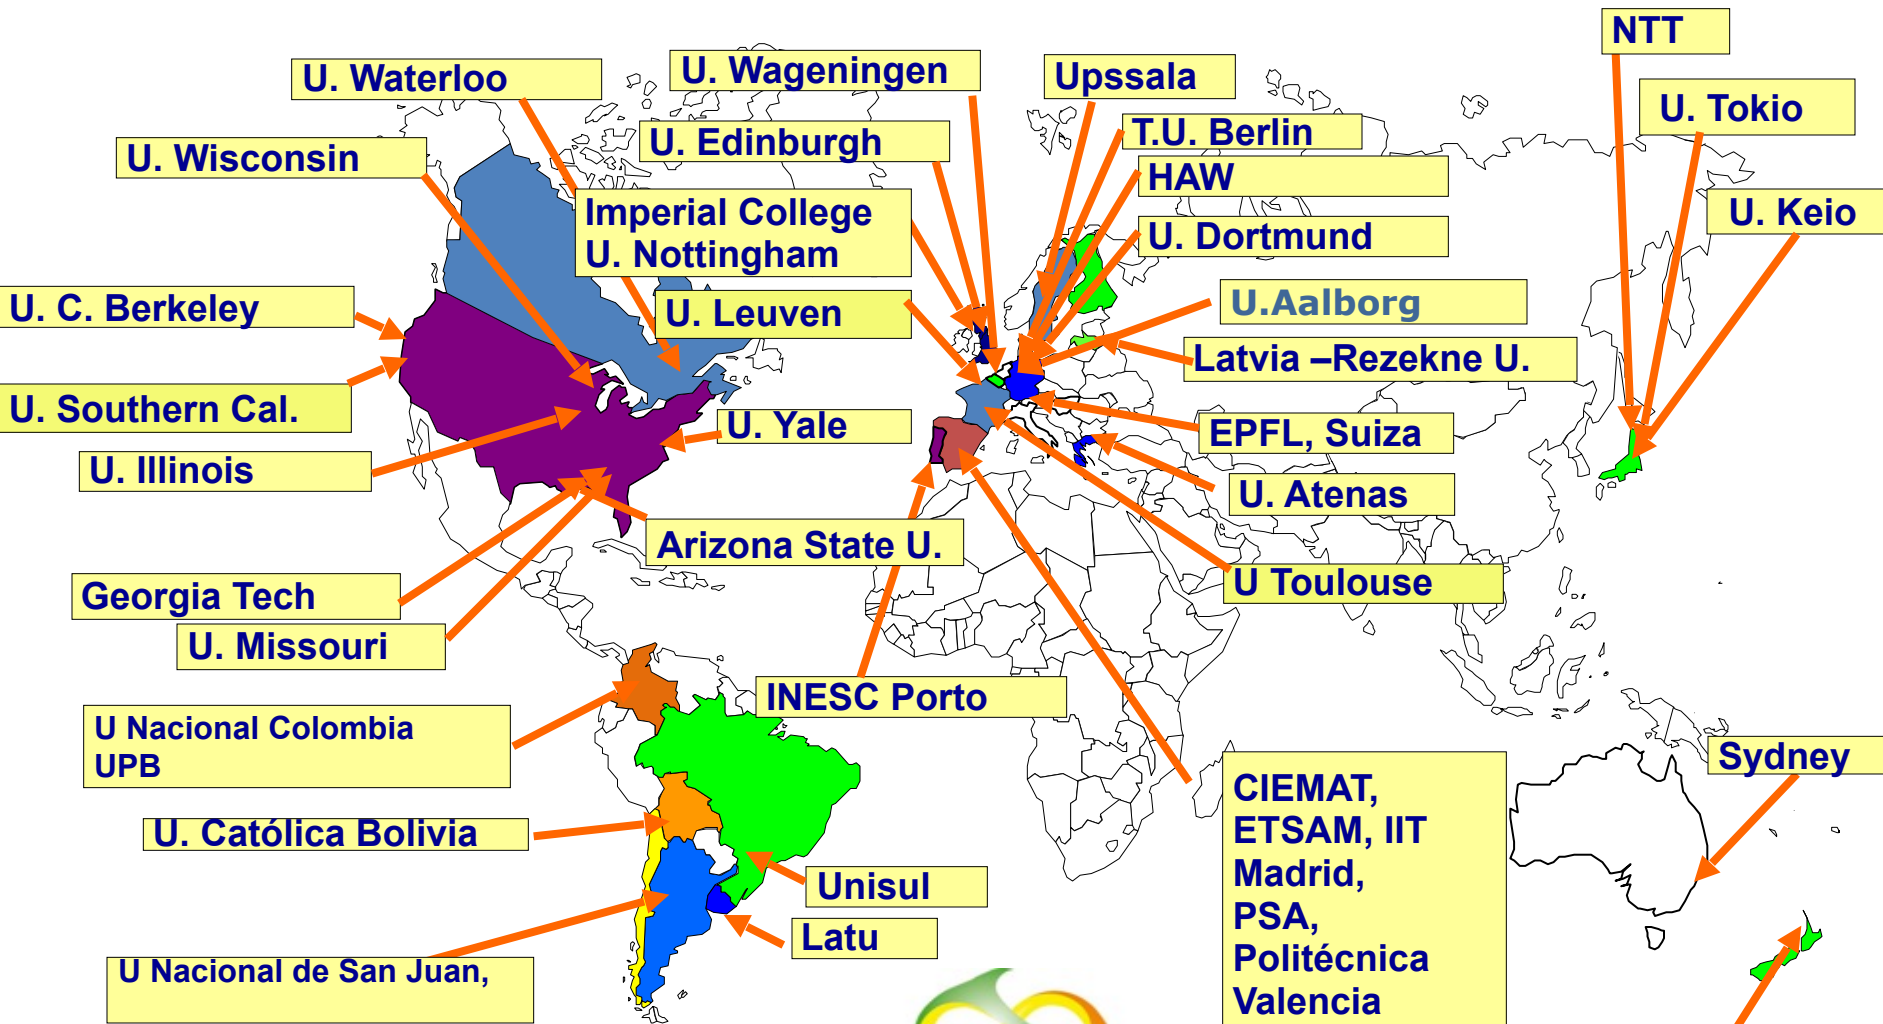 NTT
U. Waterloo
U. Wageningen
Upssala
U. Tokio
U. Wisconsin
U. Edinburgh
T.U. Berlin
HAW
Imperial College
U. Nottingham
U. Keio
U. Dortmund
U. C. Berkeley
U. Leuven
U.Aalborg
Latvia –Rezekne U.
U. Southern Cal.
U. Yale
EPFL, Suiza
U. Illinois
U. Atenas
Arizona State U.
Georgia Tech
U Toulouse
U. Missouri
INESC Porto
U Nacional Colombia
UPB
Sydney
CIEMAT,
ETSAM, IIT
Madrid,
PSA,
Politécnica
Valencia
U. Católica Bolivia
Unisul
Latu
U Nacional de San Juan,